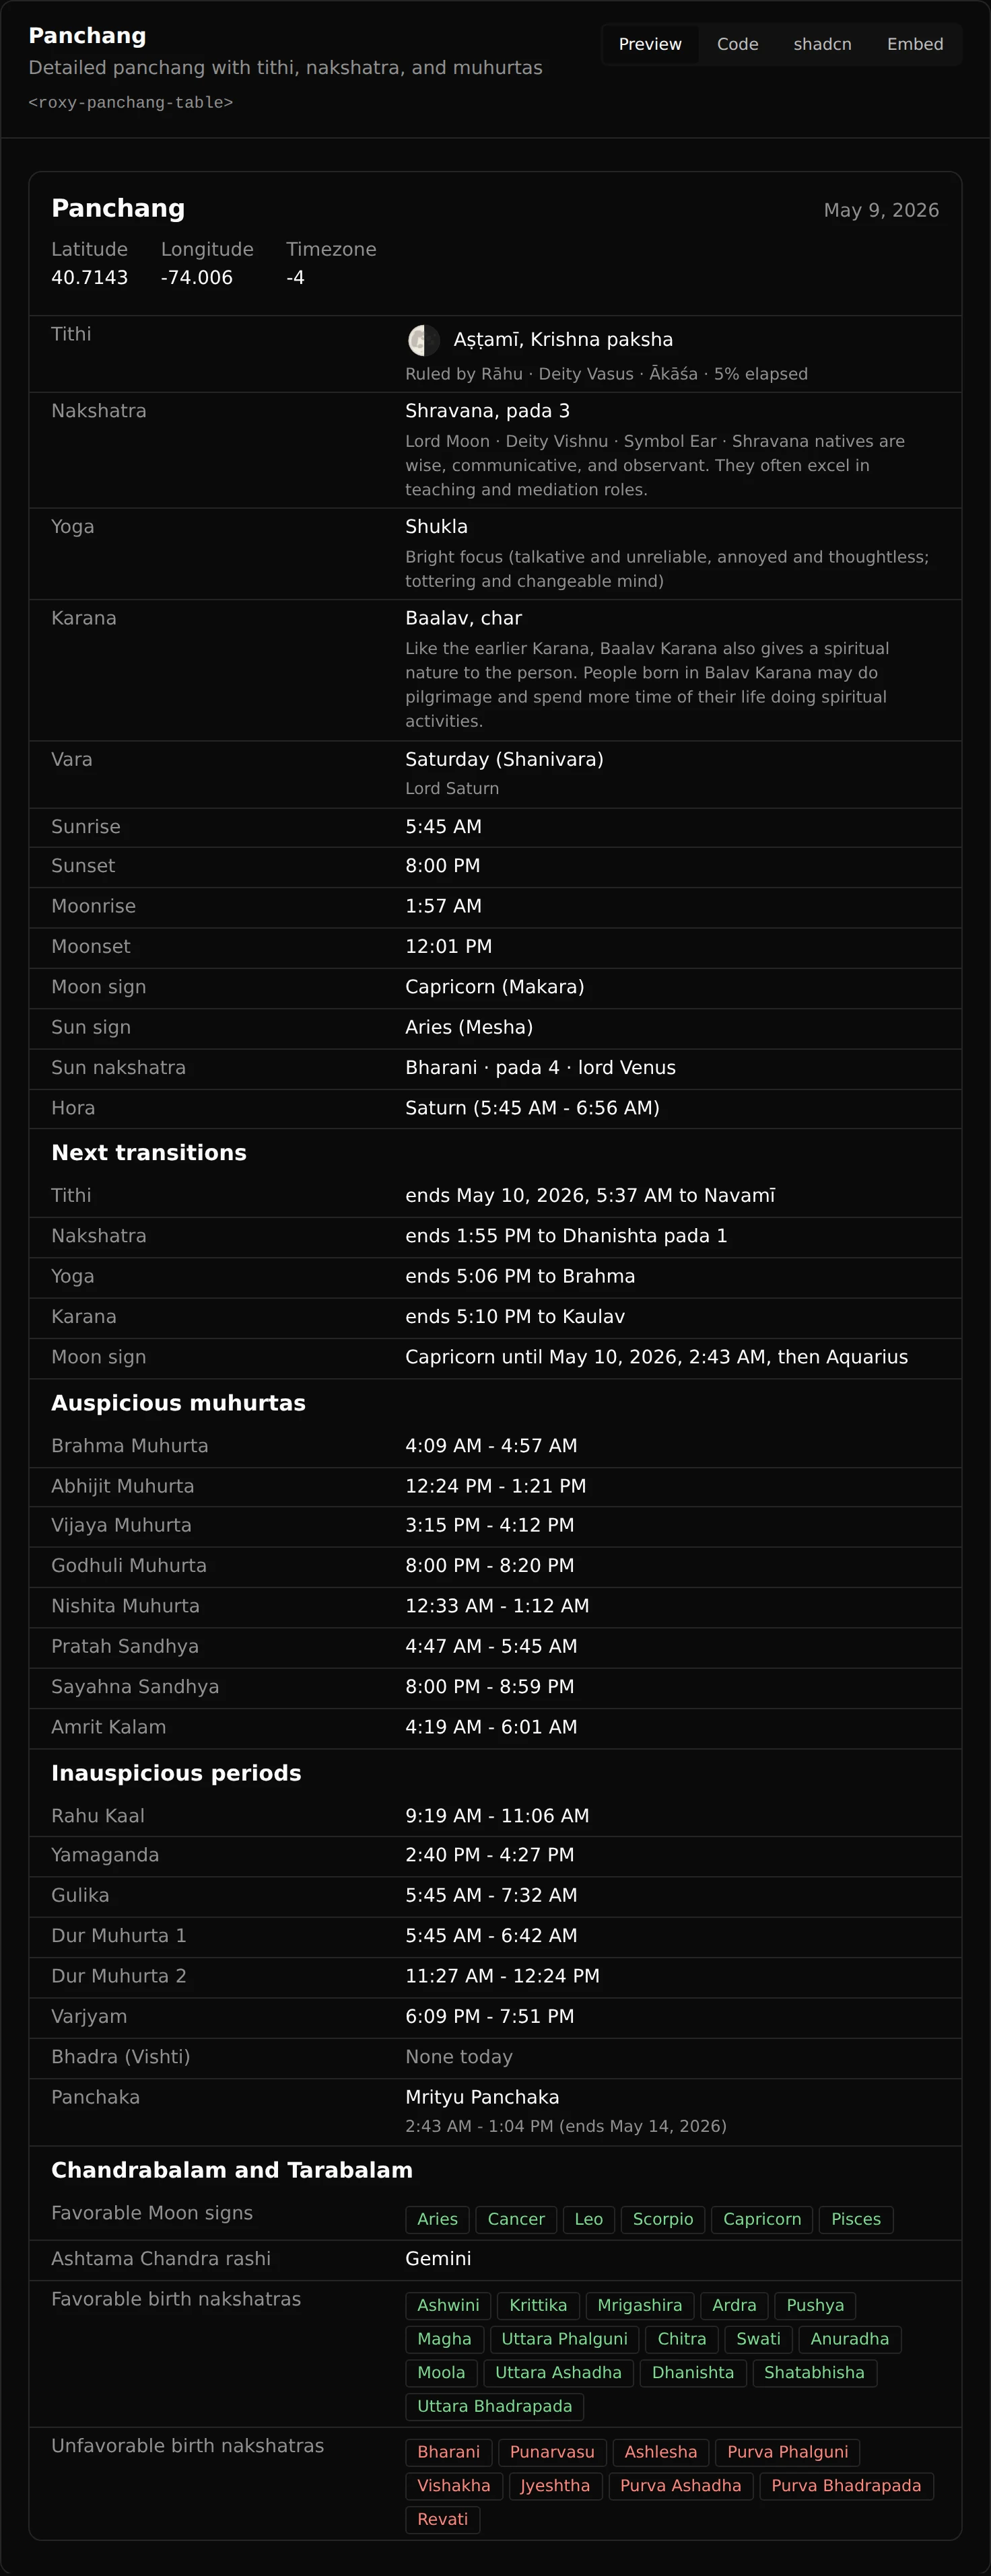 Panchang
Preview Code shadcn Embed
Detailed panchang with tithi, nakshatra, and muhurtas
<roxy-panchang-table>
Panchang
May 9, 2026
Latitude Longitude Timezone
40.7143 -74.006 -4
Tithi
Aṣṭamī, Krishna paksha
Ruled by Rāhu · Deity Vasus · Ākāśa · 5% elapsed
Nakshatra
Shravana, pada 3
Lord Moon · Deity Vishnu · Symbol Ear · Shravana natives are
wise, communicative, and observant. They often excel in
teaching and mediation roles.
Yoga
Shukla
Bright focus (talkative and unreliable, annoyed and thoughtless;
tottering and changeable mind)
Karana
Baalav, char
Like the earlier Karana, Baalav Karana also gives a spiritual
nature to the person. People born in Balav Karana may do
pilgrimage and spend more time of their life doing spiritual
activities.
Vara
Saturday (Shanivara)
Lord Saturn
Sunrise 5:45 AM
Sunset 8:00 PM
Moonrise 1:57 AM
Moonset 12:01 PM
Moon sign Capricorn (Makara)
Sun sign Aries (Mesha)
Sun nakshatra Bharani · pada 4 · lord Venus
Hora Saturn (5:45 AM - 6:56 AM)
Next transitions
Tithi ends May 10, 2026, 5:37 AM to Navamī
Nakshatra ends 1:55 PM to Dhanishta pada 1
Yoga ends 5:06 PM to Brahma
Karana ends 5:10 PM to Kaulav
Moon sign Capricorn until May 10, 2026, 2:43 AM, then Aquarius
Auspicious muhurtas
Brahma Muhurta 4:09 AM - 4:57 AM
Abhijit Muhurta 12:24 PM - 1:21 PM
Vijaya Muhurta 3:15 PM - 4:12 PM
Godhuli Muhurta 8:00 PM - 8:20 PM
Nishita Muhurta 12:33 AM - 1:12 AM
Pratah Sandhya 4:47 AM - 5:45 AM
Sayahna Sandhya 8:00 PM - 8:59 PM
Amrit Kalam 4:19 AM - 6:01 AM
Inauspicious periods
Rahu Kaal 9:19 AM - 11:06 AM
Yamaganda 2:40 PM - 4:27 PM
Gulika 5:45 AM - 7:32 AM
Dur Muhurta 1 5:45 AM - 6:42 AM
Dur Muhurta 2 11:27 AM - 12:24 PM
Varjyam 6:09 PM - 7:51 PM
Bhadra (Vishti) None today
Panchaka Mrityu Panchaka
2:43 AM - 1:04 PM (ends May 14, 2026)
Chandrabalam and Tarabalam
Favorable Moon signs Aries Cancer Leo Scorpio Capricorn Pisces
Ashtama Chandra rashi Gemini
Favorable birth nakshatras Ashwini Krittika Mrigashira Ardra Pushya
Magha Uttara Phalguni Chitra Swati Anuradha
Moola Uttara Ashadha Dhanishta Shatabhisha
Uttara Bhadrapada
Unfavorable birth nakshatras Bharani Punarvasu Ashlesha Purva Phalguni
Vishakha Jyeshtha Purva Ashadha Purva Bhadrapada
Revati